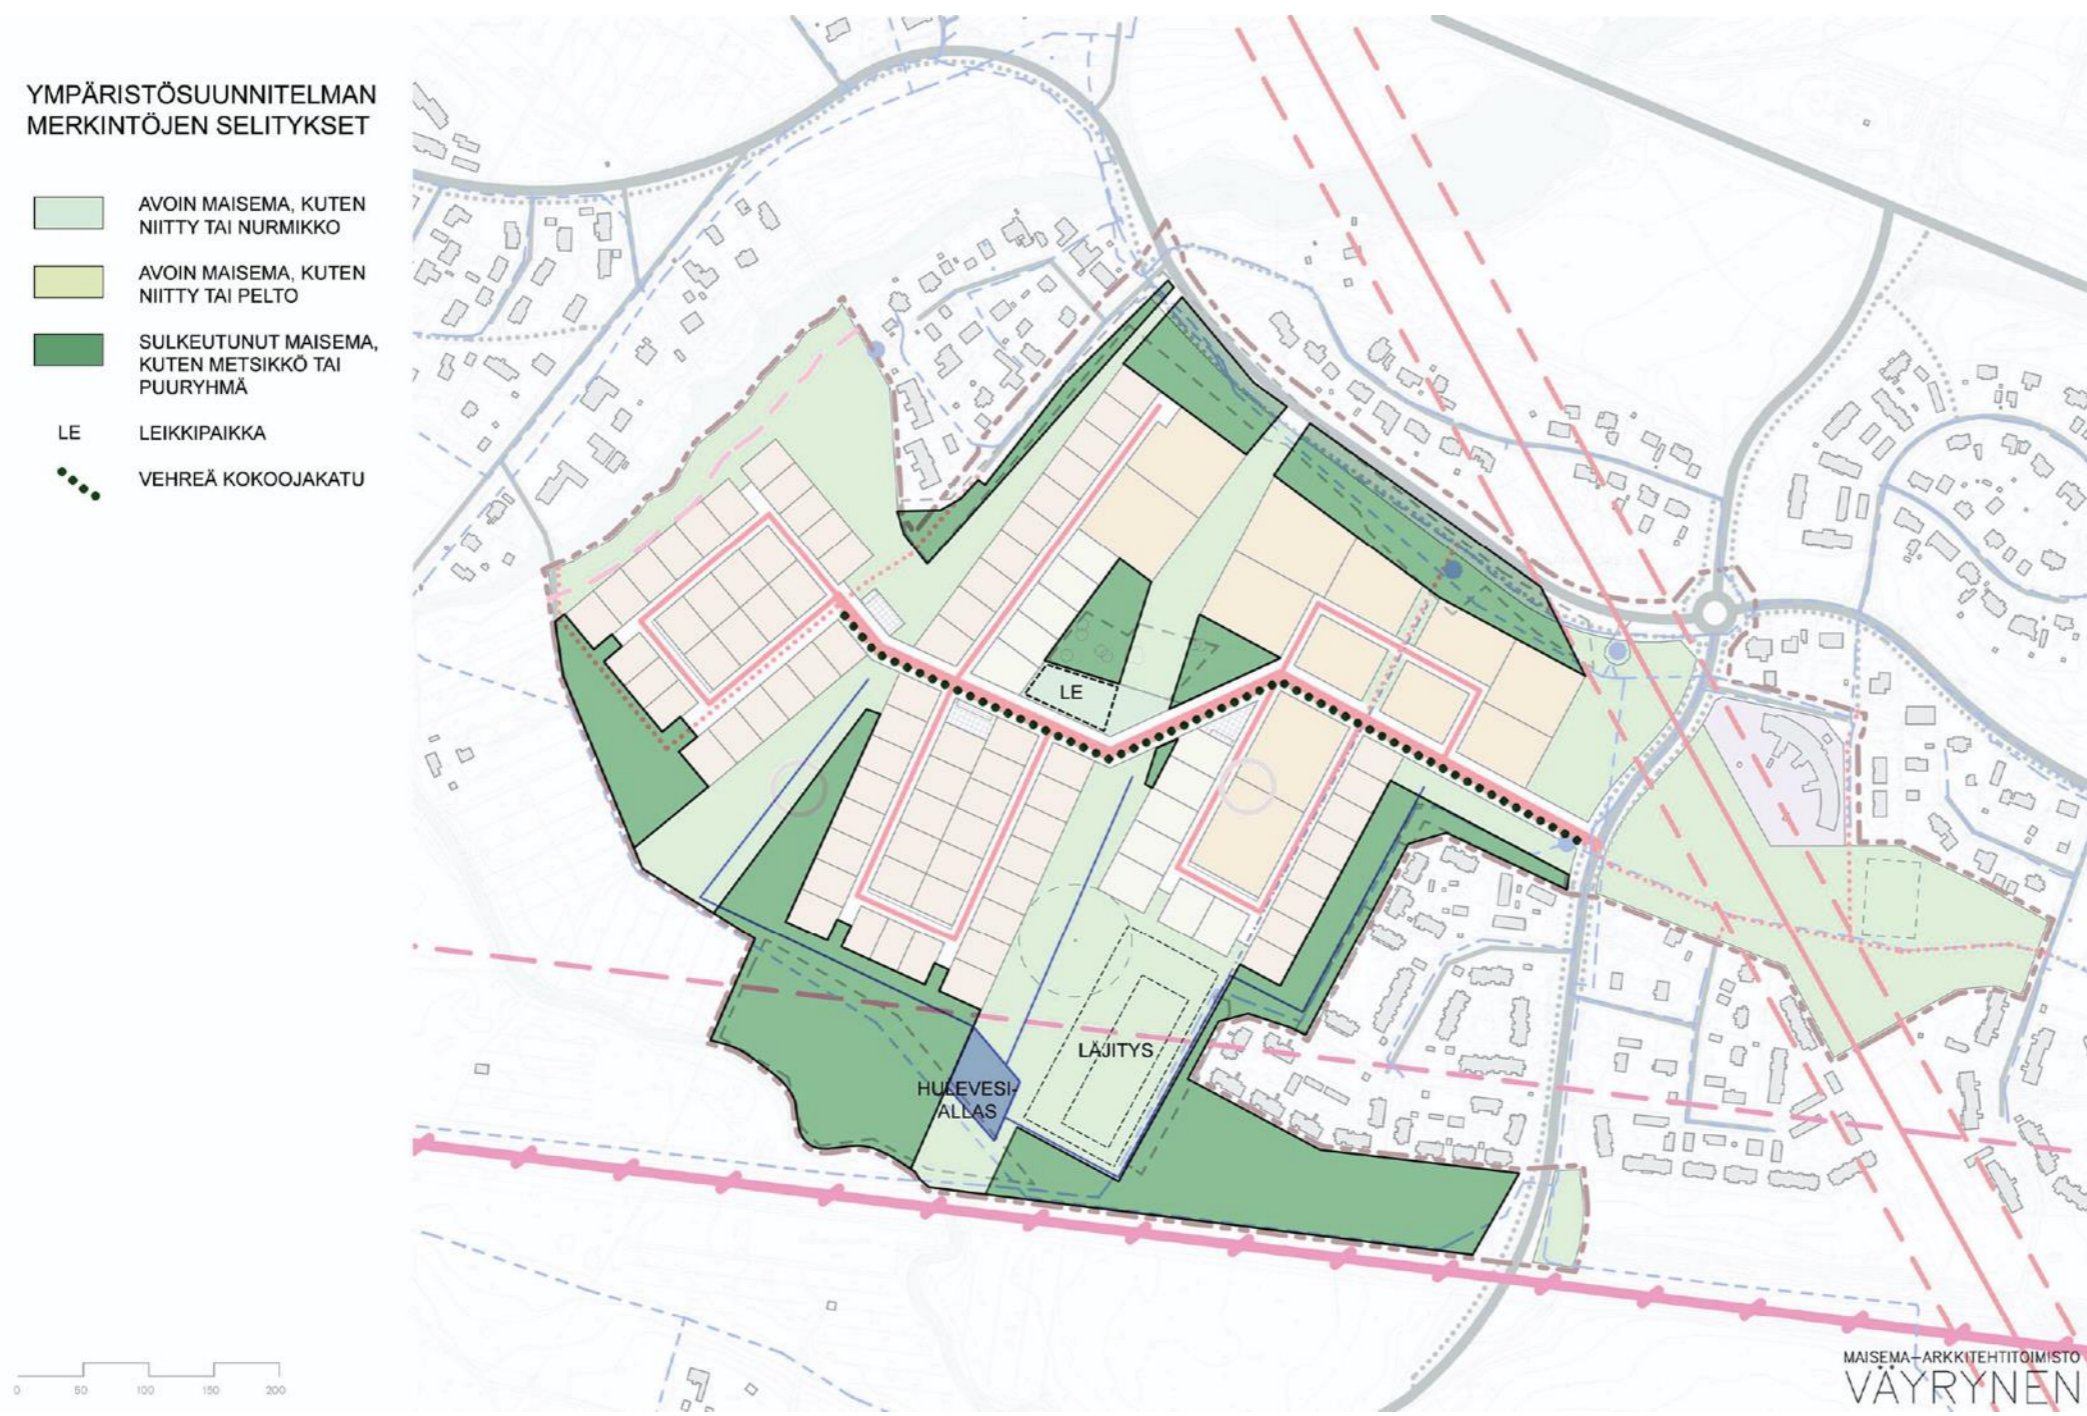 YMPÄRISTÖSUUNNITELMAN
MERKINTÖJEN SELITYKSET
AVOIN MAISEMA, KUTEN
NIITTY TAI NURMIKKO
AVOIN MAISEMA, KUTEN
NIITTY TAI PELTO
SULKEUTUNUT MAISEMA,
KUTEN METSIKKÖ TAI
PUURYHMÄ
LE LEIKKIPAIKKA
VEHREÄ KOKOOJAKATU
LE
LÄJITYS
HULEVESI-
ALLAS
0 50 100 150 200
MAISEMA-ARKKITEHTITOIMISTO
VÄYRYNEN